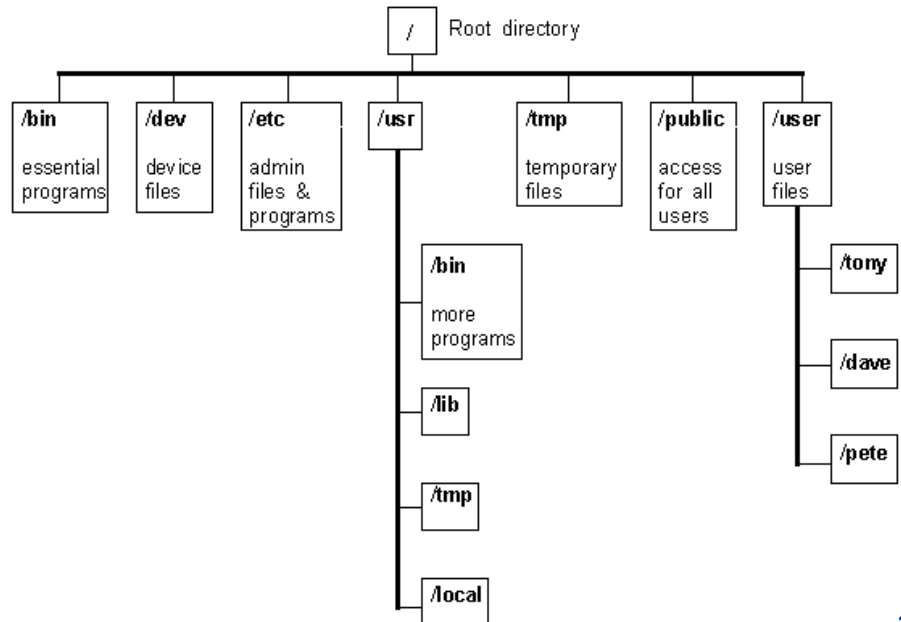 / Root directory
/bin
essential
programs
/dev
device
files
/etc
admin
files &
programs
/usr
/tmp
temporary
files
/public
access
for all
users
/user
user
files
/bin
more
programs
/lib
/tmp
/local
/tony
/dave
/pete